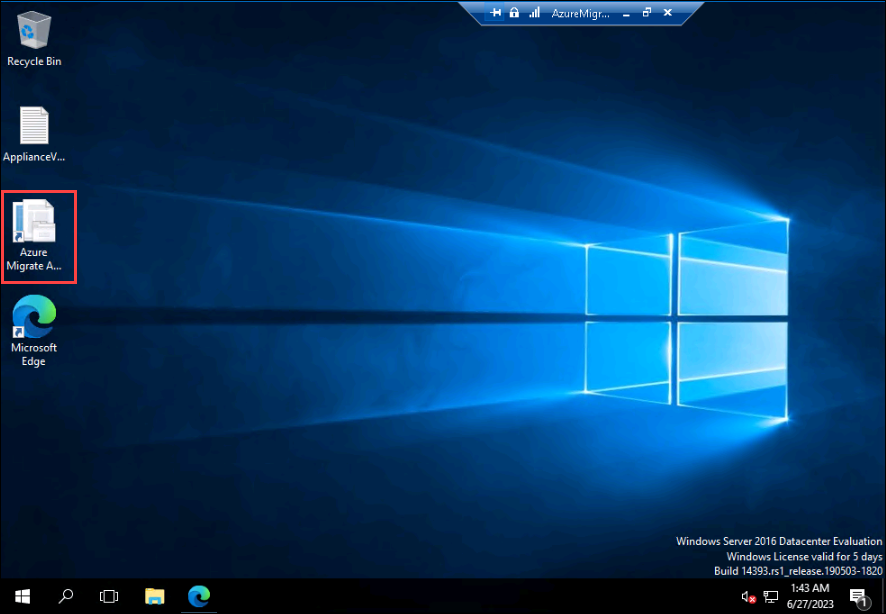 AzureMigr...
Recycle Bin
ApplianceV...
Azure
Migrate A...
Microsoft
Edge
Windows Server 2016 Datacenter Evaluation
Windows License valid for 5 days
Build 14393.rs1_release.190503-1820
1:43 AM
6/27/2023
1